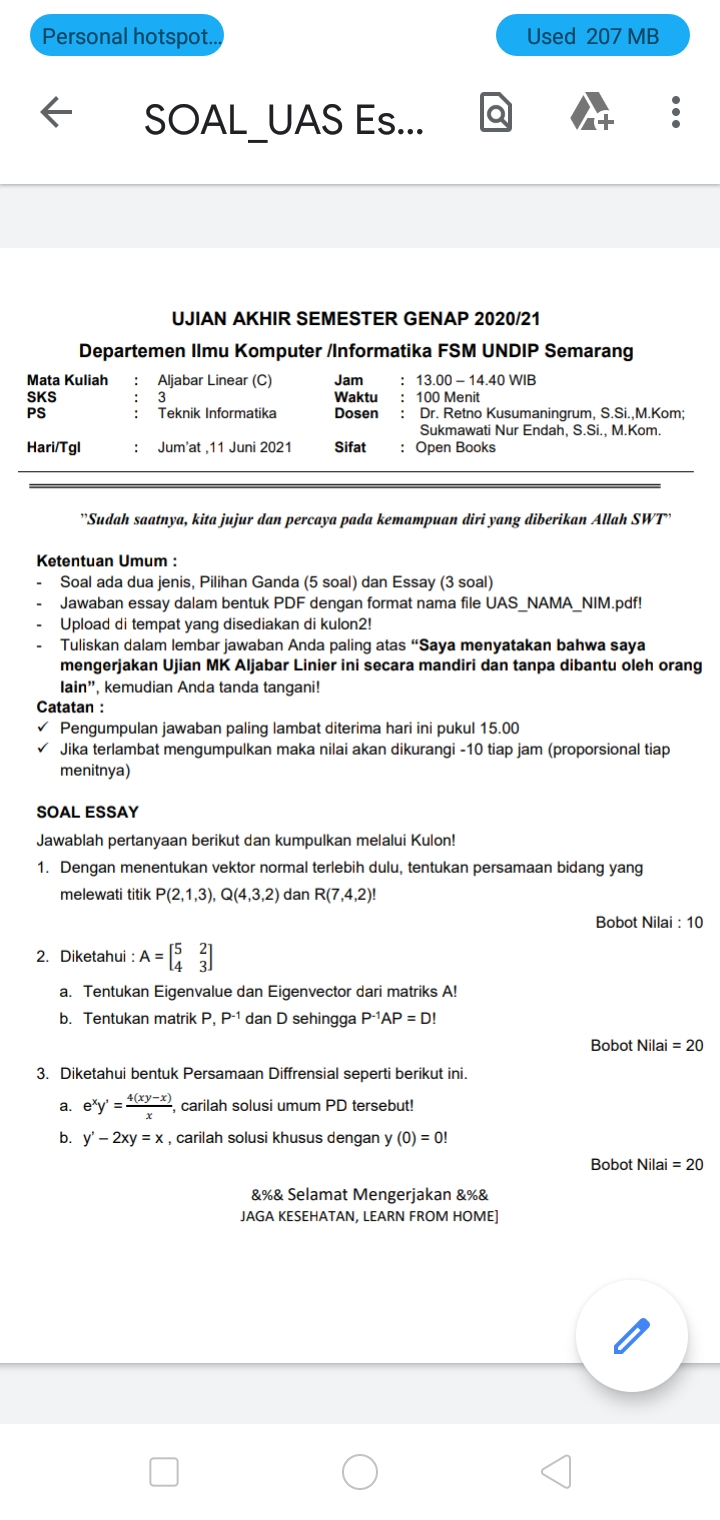 Personal hotspot...
Used 207 MB
SOAL_UAS Es...
UJIAN AKHIR SEMESTER GENAP 2020/21
Departemen Ilmu Komputer /Informatika FSM UNDIP Semarang
Mata Kuliah : Aljabar Linear (C) Jam : 13.00 – 14.40 WIB
SKS : 3 Waktu : 100 Menit
PS : Teknik Informatika Dosen : Dr. Retno Kusumaningrum, S.Si.,M.Kom;
Sukmawati Nur Endah, S.Si., M.Kom.
Hari/Tgl : Jum'at ,11 Juni 2021 Sifat : Open Books
"Sudah saatnya, kita jujur dan percaya pada kemampuan diri yang diberikan Allah SWT"
Ketentuan Umum :
- Soal ada dua jenis, Pilihan Ganda (5 soal) dan Essay (3 soal)
- Jawaban essay dalam bentuk PDF dengan format nama file UAS_NAMA_NIM.pdf!
- Upload di tempat yang disediakan di kulon2!
- Tuliskan dalam lembar jawaban Anda paling atas “Saya menyatakan bahwa saya
mengerjakan Ujian MK Aljabar Linier ini secara mandiri dan tanpa dibantu oleh orang
lain”, kemudian Anda tanda tangani!
Catatan :
✓ Pengumpulan jawaban paling lambat diterima hari ini pukul 15.00
✓ Jika terlambat mengumpulkan maka nilai akan dikurangi -10 tiap jam (proporsional tiap
menitnya)
SOAL ESSAY
Jawablah pertanyaan berikut dan kumpulkan melalui Kulon!
1. Dengan menentukan vektor normal terlebih dulu, tentukan persamaan bidang yang
melewati titik P(2,1,3), Q(4,3,2) dan R(7,4,2)!
Bobot Nilai : 10
2. Diketahui : A = [5 2
4 3]
a. Tentukan Eigenvalue dan Eigenvector dari matriks A!
b. Tentukan matrik P, P⁻¹ dan D sehingga P⁻¹AP = D!
Bobot Nilai = 20
3. Diketahui bentuk Persamaan Diffrensial seperti berikut ini.
a. eˣy' = 4(xy−x)/x, carilah solusi umum PD tersebut!
b. y' – 2xy = x , carilah solusi khusus dengan y (0) = 0!
Bobot Nilai = 20
&%& Selamat Mengerjakan &%&
JAGA KESEHATAN, LEARN FROM HOME]